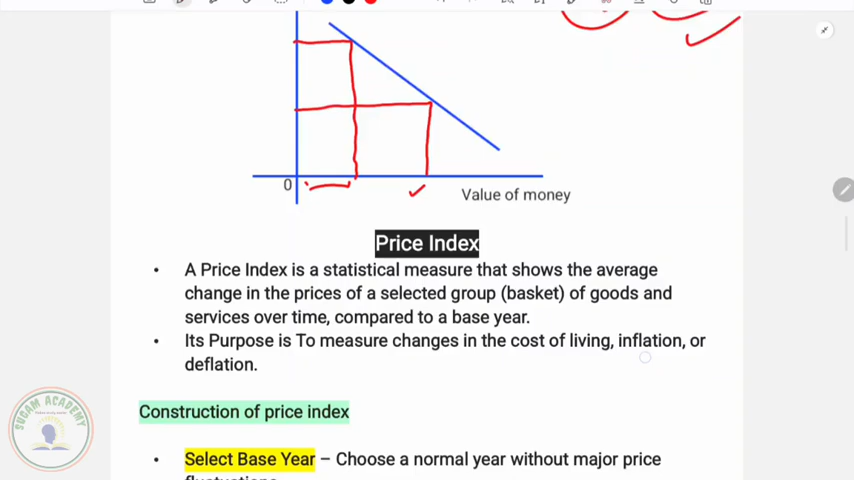 0
Value of money
Price Index
• A Price Index is a statistical measure that shows the average
change in the prices of a selected group (basket) of goods and
services over time, compared to a base year.
• Its Purpose is To measure changes in the cost of living, inflation, or
deflation.
Construction of price index
• Select Base Year – Choose a normal year without major price
fluctuations
SUGAM ACADEMY